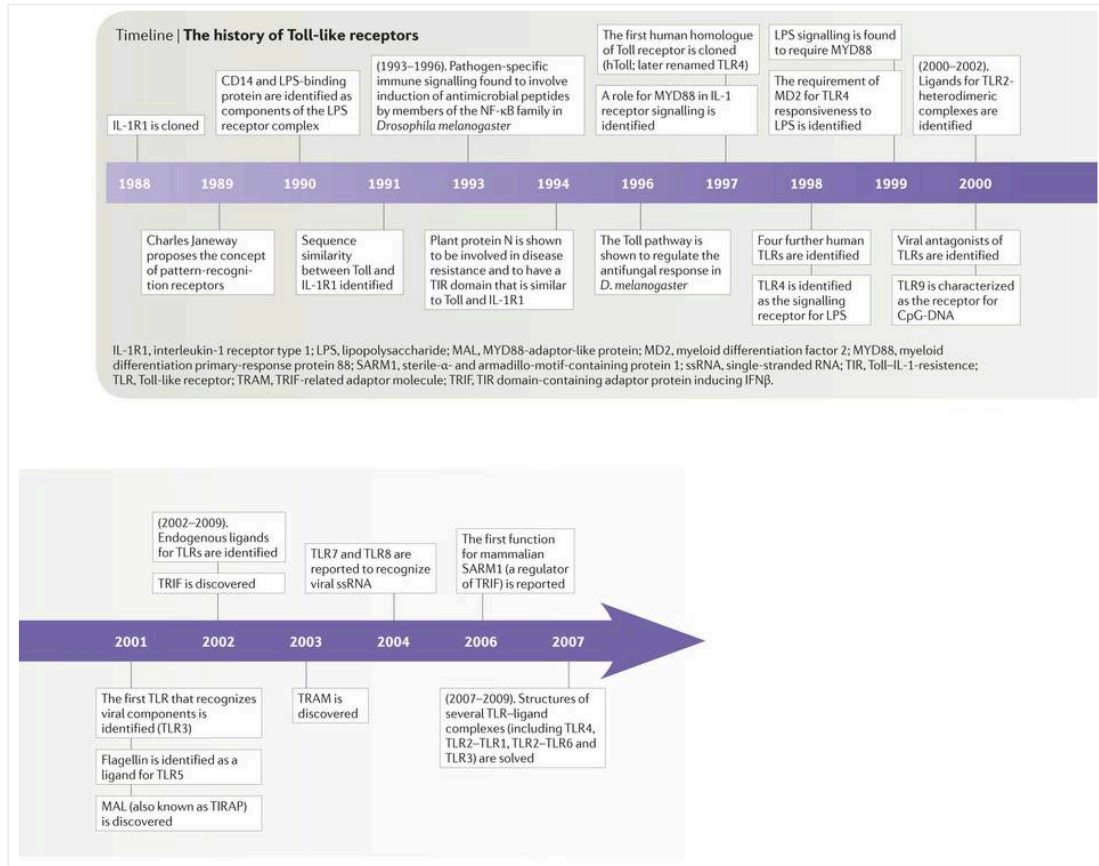 Timeline | The history of Toll-like receptors
IL-1R1 is cloned
CD14 and LPS-binding
protein are identified as
components of the LPS
receptor complex
(1993–1996). Pathogen-specific
immune signalling found to involve
induction of antimicrobial peptides
by members of the NF-κB family in
Drosophila melanogaster
The first human homologue
of Toll receptor is cloned
(hToll; later renamed TLR4)
A role for MYD88 in IL-1
receptor signalling is
identified
LPS signalling is found
to require MYD88
The requirement of
MD2 for TLR4
responsiveness to
LPS is identified
(2000–2002).
Ligands for TLR2-
heterodimeric
complexes are
identified
1988 1989 1990 1991 1993 1994 1996 1997 1998 1999 2000
Charles Janeway
proposes the concept
of pattern-recogni-
tion receptors
Sequence
similarity
between Toll and
IL-1R1 identified
Plant protein N is shown
to be involved in disease
resistance and to have a
TIR domain that is similar
to Toll and IL-1R1
The Toll pathway is
shown to regulate the
antifungal response in
D. melanogaster
Four further human
TLRs are identified
TLR4 is identified
as the signalling
receptor for LPS
Viral antagonists of
TLRs are identified
TLR9 is characterized
as the receptor for
CpG-DNA
IL-1R1, interleukin-1 receptor type 1; LPS, lipopolysaccharide; MAL, MYD88-adaptor-like protein; MD2, myeloid differentiation factor 2; MYD88, myeloid
differentiation primary-response protein 88; SARM1, sterile-α- and armadillo-motif-containing protein 1; ssRNA, single-stranded RNA; TIR, Toll–IL-1-resistence;
TLR, Toll-like receptor; TRAM, TRIF-related adaptor molecule; TRIF, TIR domain-containing adaptor protein inducing IFNβ.
(2002–2009).
Endogenous ligands
for TLRs are identified
TRIF is discovered
TLR7 and TLR8 are
reported to recognize
viral ssRNA
The first function
for mammalian
SARM1 (a regulator
of TRIF) is reported
2001 2002 2003 2004 2006 2007
The first TLR that recognizes
viral components is
identified (TLR3)
Flagellin is identified as a
ligand for TLR5
MAL (also known as TIRAP)
is discovered
TRAM is
discovered
(2007–2009). Structures of
several TLR–ligand
complexes (including TLR4,
TLR2–TLR1, TLR2–TLR6 and
TLR3) are solved